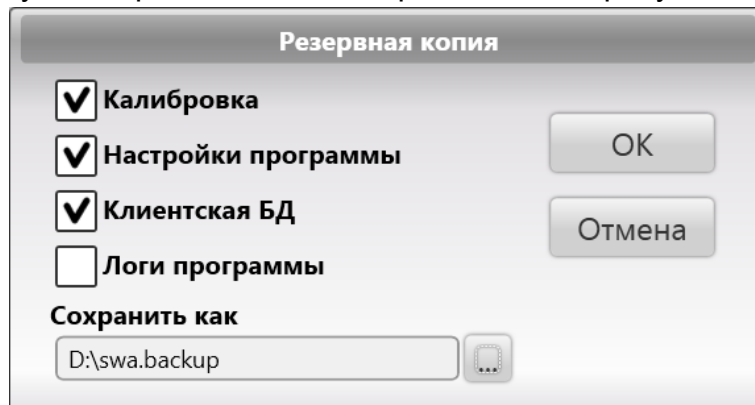 Резервная копия
Калибровка
Настройки программы
Клиентская БД
Логи программы
OK
Отмена
Сохранить как
D:\swa.backup
...